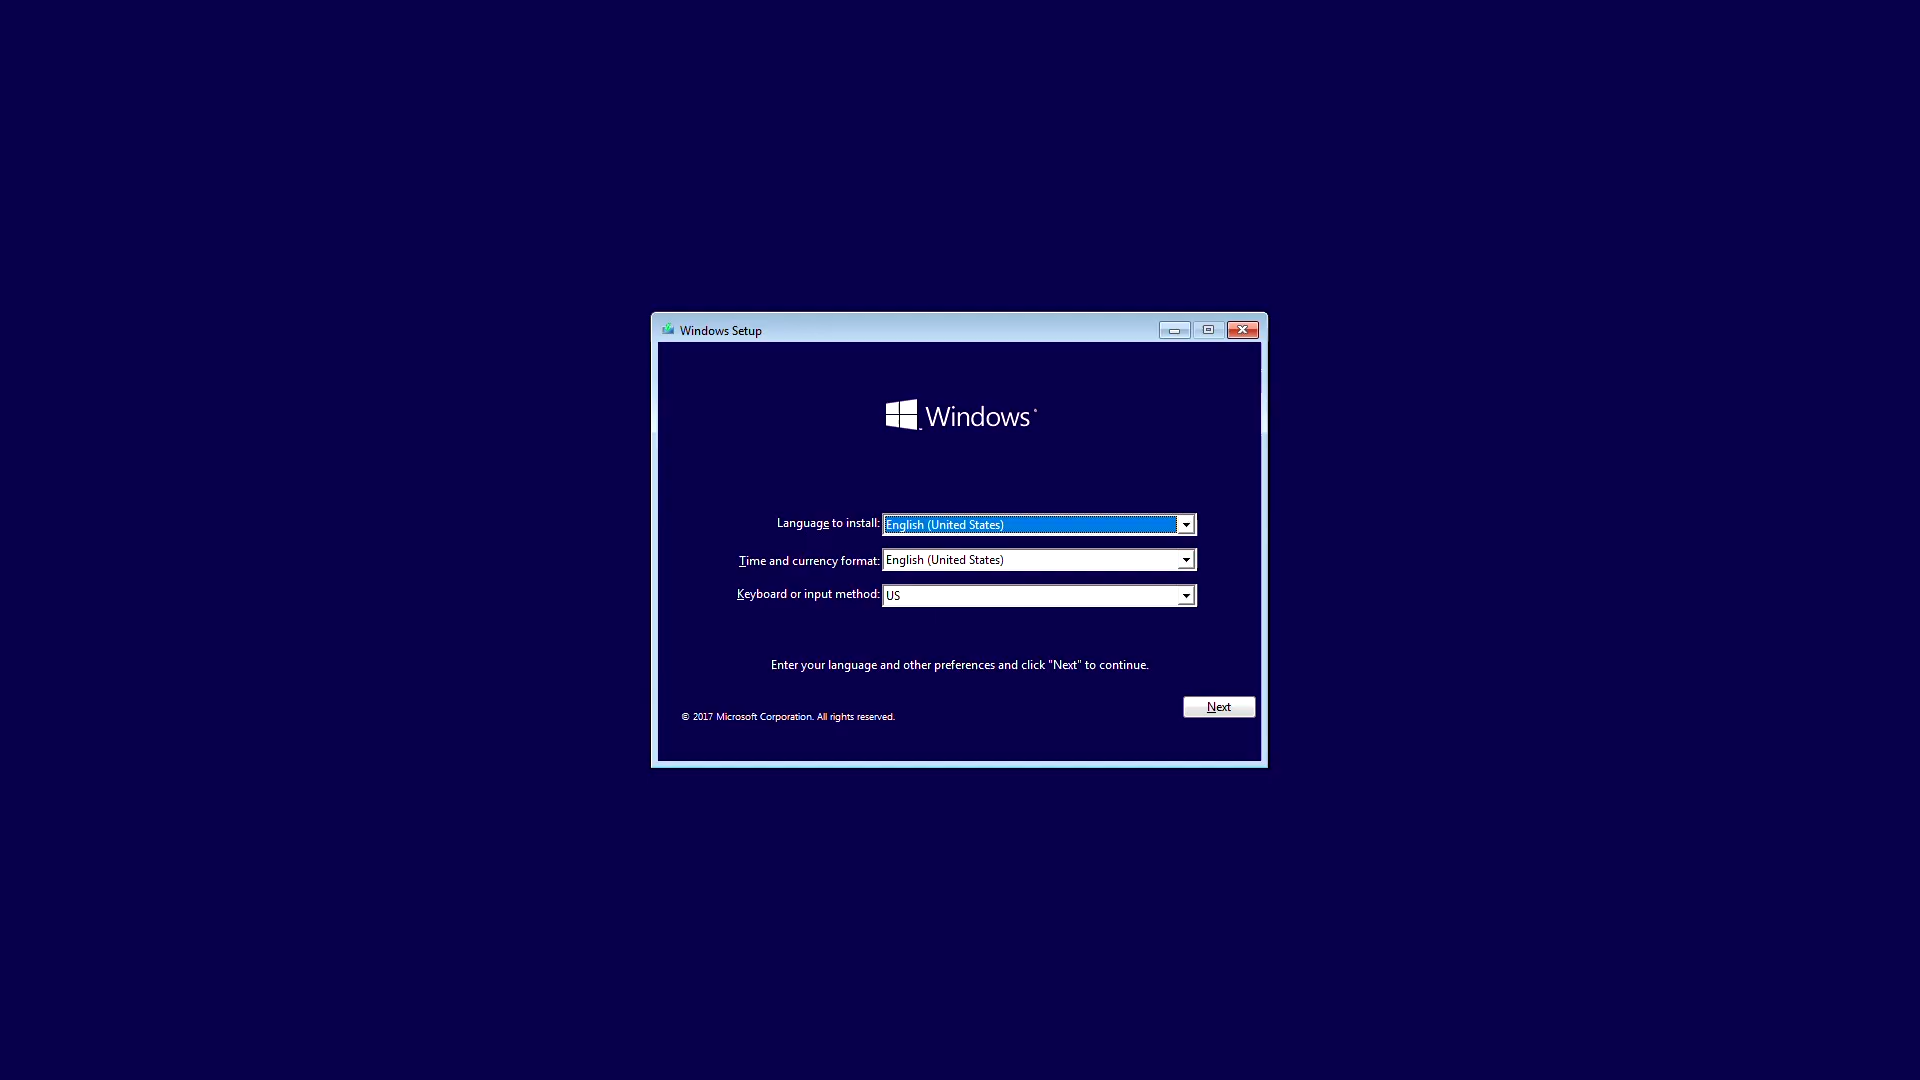 Windows Setup
Windows
Language to install: English (United States)
Time and currency format: English (United States)
Keyboard or input method: US
Enter your language and other preferences and click "Next" to continue.
Next
© 2017 Microsoft Corporation. All rights reserved.